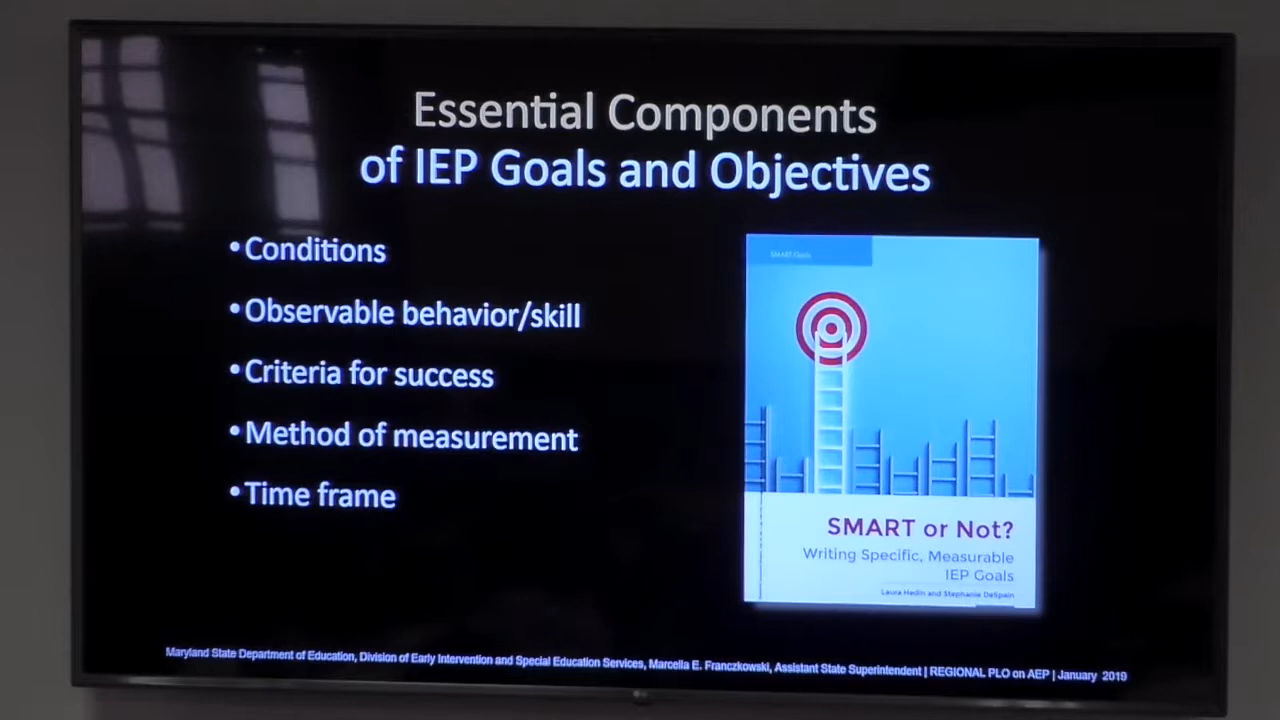 Essential Components
of IEP Goals and Objectives
• Conditions
• Observable behavior/skill
• Criteria for success
• Method of measurement
• Time frame
SMART Goals
SMART or Not?
Writing Specific, Measurable
IEP Goals
Laura Hedin and Stephanie DeSpain
Maryland State Department of Education, Division of Early Intervention and Special Education Services, Marcella E. Franczkowski, Assistant State Superintendent | REGIONAL PLO on AEP | January 2019